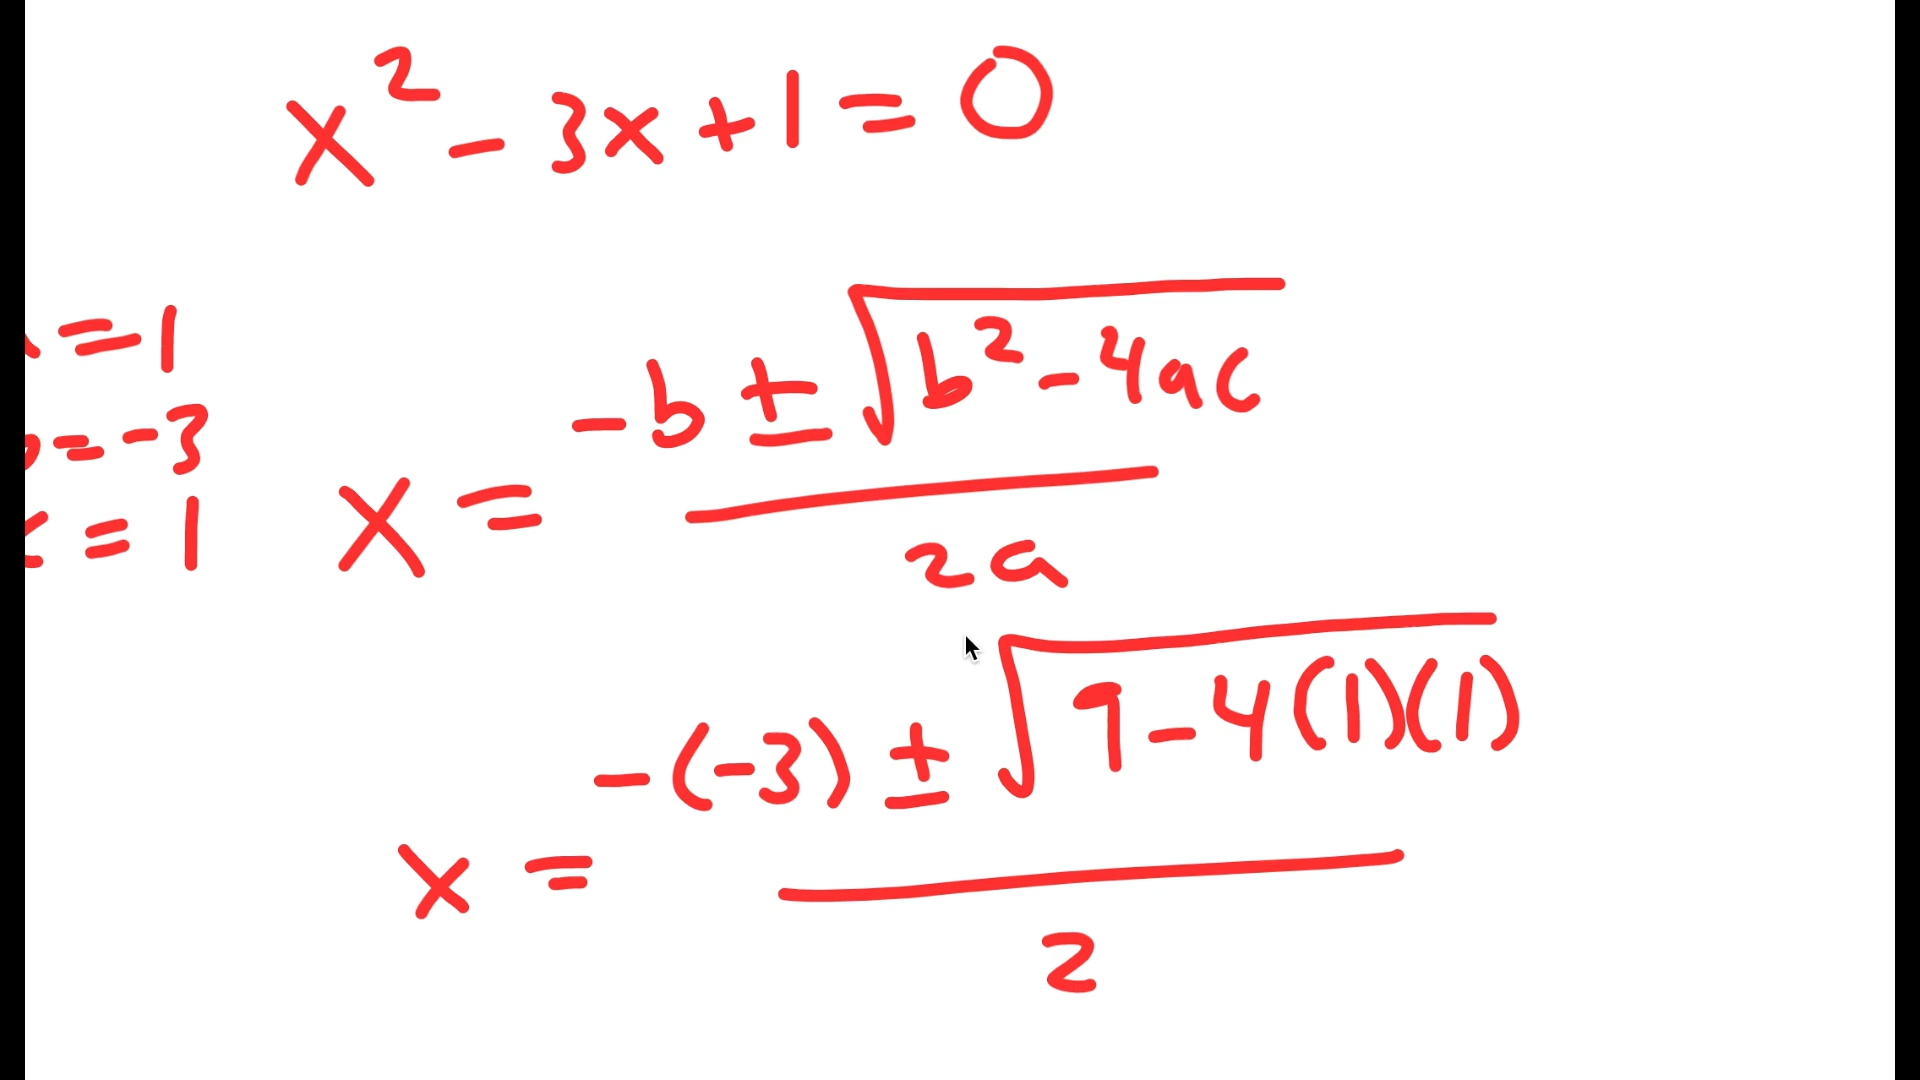 x² - 3x + 1 = 0
= 1
b = -3
c = 1
x = (-b ± √(b² - 4ac)) / 2a
x = (-(-3) ± √(9 - 4(1)(1))) / 2